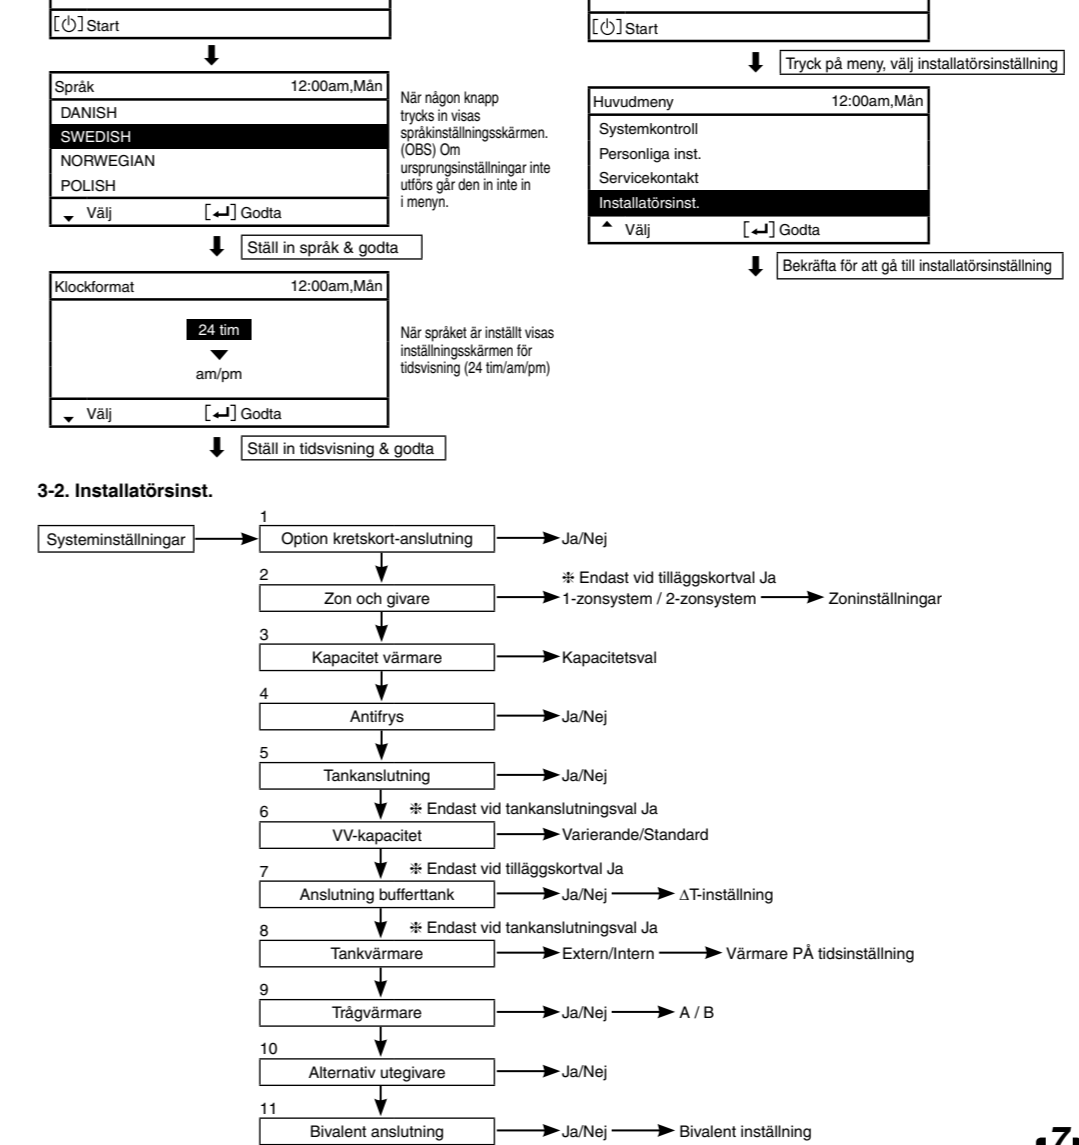 [⏻] Start
Språk 12:00am,Mån
DANISH
SWEDISH
NORWEGIAN
POLISH
Välj [↵] Godta
När någon knapp
trycks in visas
språkinställningsskärmen.
(OBS) Om
ursprungsinställningar inte
utförs går den in inte in
i menyn.
Ställ in språk & godta
Klockformat 12:00am,Mån
24 tim
am/pm
Välj [↵] Godta
När språket är inställt visas
inställningsskärmen för
tidsvisning (24 tim/am/pm)
Ställ in tidsvisning & godta
[⏻] Start
Tryck på meny, välj installatörsinställning
Huvudmeny 12:00am,Mån
Systemkontroll
Personliga inst.
Servicekontakt
Installatörsinst.
Välj [↵] Godta
Bekräfta för att gå till installatörsinställning
3-2. Installatörsinst.
Systeminställningar
1
Option kretskort-anslutning Ja/Nej
2
❈ Endast vid tilläggskortval Ja
Zon och givare 1-zonsystem / 2-zonsystem Zoninställningar
3
Kapacitet värmare Kapacitetsval
4
Antifrys Ja/Nej
5
Tankanslutning Ja/Nej
6 ❈ Endast vid tankanslutningsval Ja
VV-kapacitet Varierande/Standard
7 ❈ Endast vid tilläggskortval Ja
Anslutning bufferttank Ja/Nej ΔT-inställning
8 ❈ Endast vid tankanslutningsval Ja
Tankvärmare Extern/Intern Värmare PÅ tidsinställning
9
Trågvärmare Ja/Nej A / B
10
Alternativ utegivare Ja/Nej
11
Bivalent anslutning Ja/Nej Bivalent inställning
7